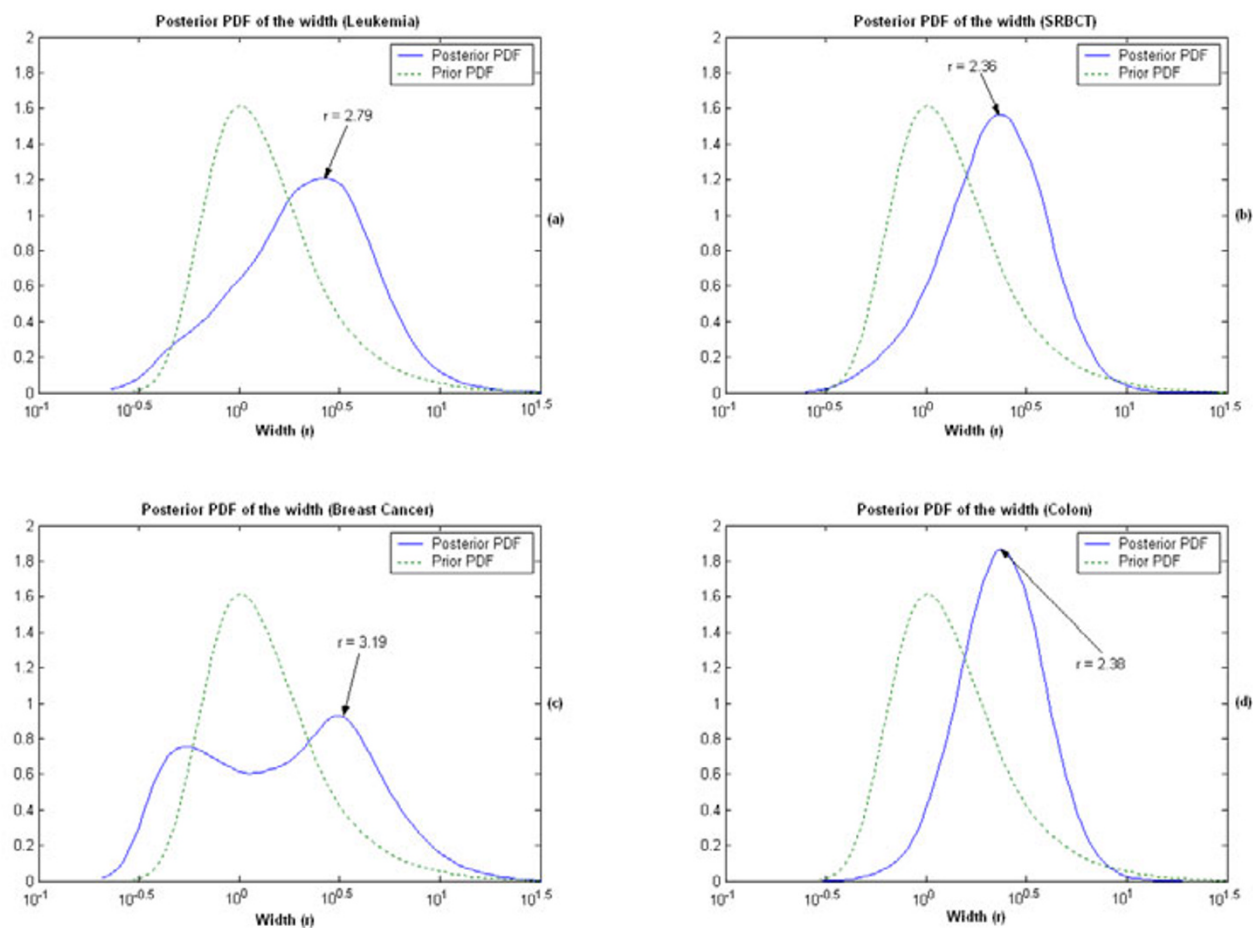 Posterior PDF of the width (Leukemia)
2
1.8
1.6
1.4
1.2
1
0.8
0.6
0.4
0.2
0
Posterior PDF
Prior PDF
r = 2.79
(a)
10^-1 10^-0.5 10^0 10^0.5 10^1 10^1.5
Width (r)
Posterior PDF of the width (SRBCT)
2
1.8
1.6
1.4
1.2
1
0.8
0.6
0.4
0.2
0
Posterior PDF
Prior PDF
r = 2.36
(b)
10^-1 10^-0.5 10^0 10^0.5 10^1 10^1.5
Width (r)
Posterior PDF of the width (Breast Cancer)
2
1.8
1.6
1.4
1.2
1
0.8
0.6
0.4
0.2
0
Posterior PDF
Prior PDF
r = 3.19
(c)
10^-1 10^-0.5 10^0 10^0.5 10^1 10^1.5
Width (r)
Posterior PDF of the width (Colon)
2
1.8
1.6
1.4
1.2
1
0.8
0.6
0.4
0.2
0
Posterior PDF
Prior PDF
r = 2.38
(d)
10^-1 10^-0.5 10^0 10^0.5 10^1 10^1.5
Width (r)